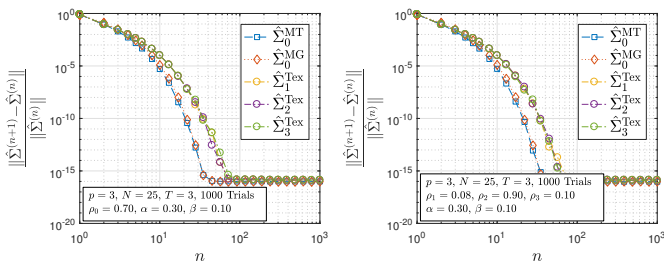 10^0
10^-5
10^-10
10^-15
10^-20
||Σ̂^(n+1) − Σ̂^(n)||
||Σ̂^(n)||
Σ̂_0^MT
Σ̂_0^MG
Σ̂_1^Tex
Σ̂_2^Tex
Σ̂_3^Tex
p = 3, N = 25, T = 3, 1000 Trials
ρ_0 = 0.70, α = 0.30, β = 0.10
10^0
10^1
10^2
10^3
n
10^0
10^-5
10^-10
10^-15
10^-20
||Σ̂^(n+1) − Σ̂^(n)||
||Σ̂^(n)||
Σ̂_0^MT
Σ̂_0^MG
Σ̂_1^Tex
Σ̂_2^Tex
Σ̂_3^Tex
p = 3, N = 25, T = 3, 1000 Trials
ρ_1 = 0.08, ρ_2 = 0.90, ρ_3 = 0.10
α = 0.30, β = 0.10
10^0
10^1
10^2
10^3
n